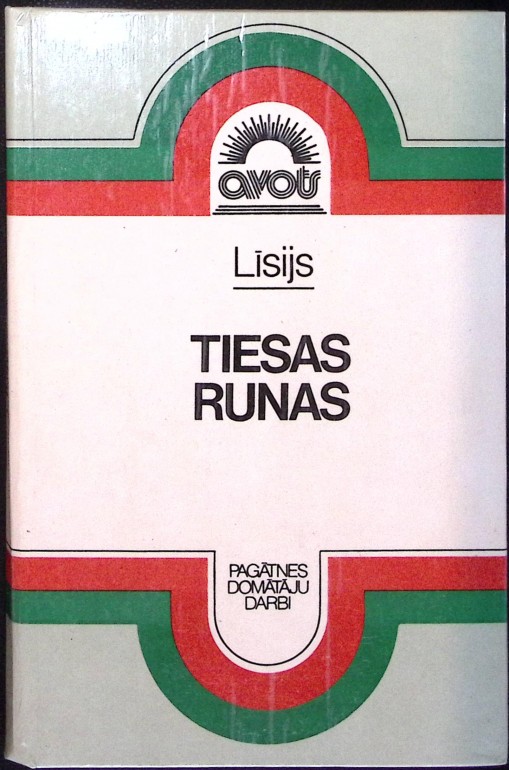 avots
Līsijs
TIESAS
RUNAS
PAGĀTNES
DOMĀTĀJU
DARBI